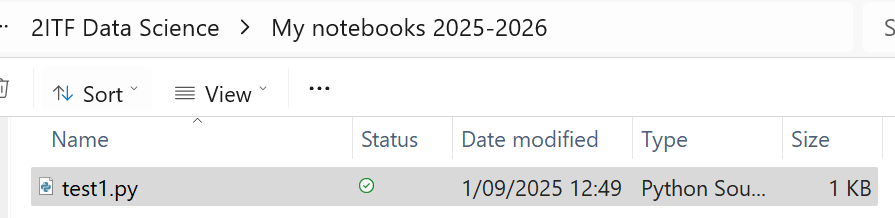 2ITF Data Science > My notebooks 2025-2026
Sort View ...
Name Status Date modified Type Size
test1.py 1/09/2025 12:49 Python Sou... 1 KB